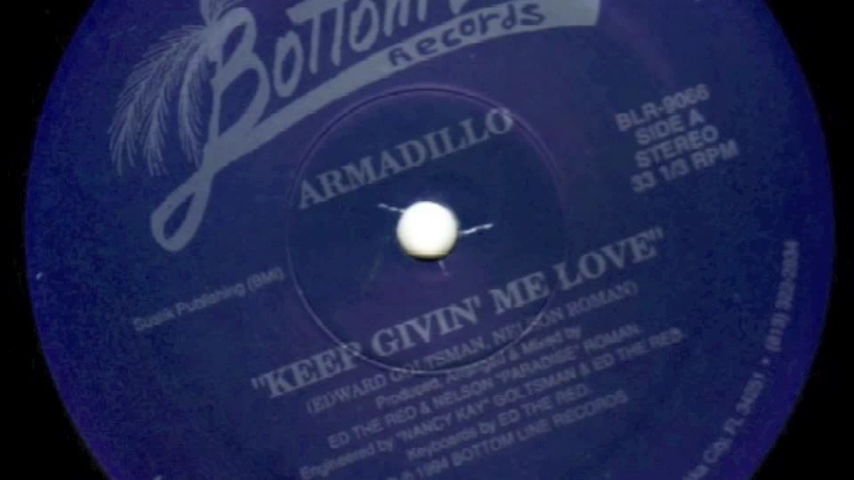 Bottom
Records
ARMADILLO
BLR-9066
SIDE A
STEREO
33 1/3 RPM
Publishing (BMI)
"KEEP GIVIN' ME LOVE"
(EDWARD GOLTSMAN, NELSON ROMAN)
Produced, Arranged & Mixed by
ED THE RED & NELSON "PARADISE" ROMAN.
Engineered by "NANCY KAY" GOLTSMAN & ED THE RED.
Keyboards by ED THE RED.
1994 BOTTOM LINE RECORDS
City, FL.